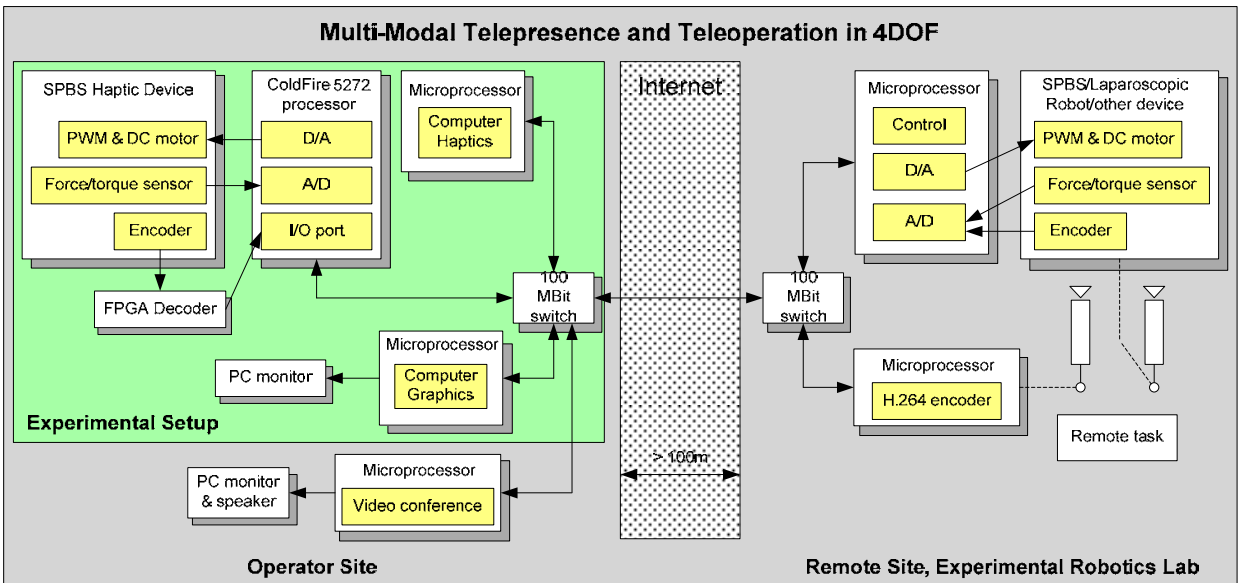 Multi-Modal Telepresence and Teleoperation in 4DOF
SPBS Haptic Device
PWM & DC motor
Force/torque sensor
Encoder
FPGA Decoder
ColdFire 5272
processor
D/A
A/D
I/O port
Microprocessor
Computer
Haptics
100
MBit
switch
PC monitor
Microprocessor
Computer
Graphics
Experimental Setup
PC monitor
& speaker
Microprocessor
Video conference
Operator Site
Internet
> 100m
100
MBit
switch
Microprocessor
Control
D/A
A/D
SPBS/Laparoscopic
Robot/other device
PWM & DC motor
Force/torque sensor
Encoder
Microprocessor
H.264 encoder
Remote task
Remote Site, Experimental Robotics Lab